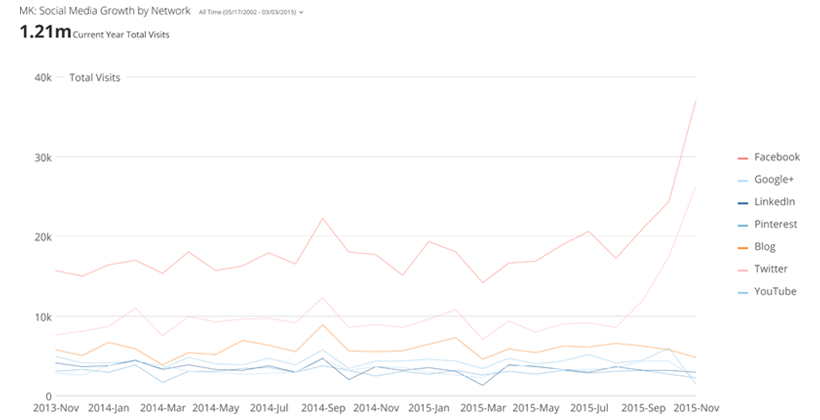 MK: Social Media Growth by Network All Time (05/17/2002 - 03/03/2015)
1.21m Current Year Total Visits
40k Total Visits
30k
20k
10k
0
2013-Nov 2014-Jan 2014-Mar 2014-May 2014-Jul 2014-Sep 2014-Nov 2015-Jan 2015-Mar 2015-May 2015-Jul 2015-Sep 2015-Nov
Facebook
Google+
LinkedIn
Pinterest
Blog
Twitter
YouTube